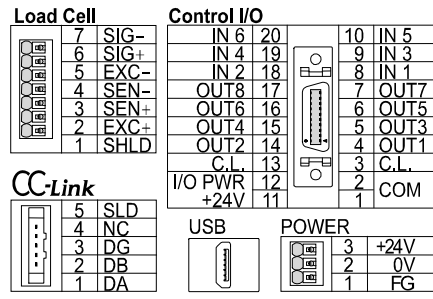 Load Cell
7 SIG−
6 SIG+
5 EXC−
4 SEN−
3 SEN+
2 EXC+
1 SHLD
CC-Link
5 SLD
4 NC
3 DG
2 DB
1 DA
Control I/O
IN 6 20 10 IN 5
IN 4 19 9 IN 3
IN 2 18 8 IN 1
OUT8 17 7 OUT7
OUT6 16 6 OUT5
OUT4 15 5 OUT3
OUT2 14 4 OUT1
C.L. 13 3 C.L.
I/O PWR 12 2 COM
+24V 11 1
USB
POWER
3 +24V
2 0V
1 FG